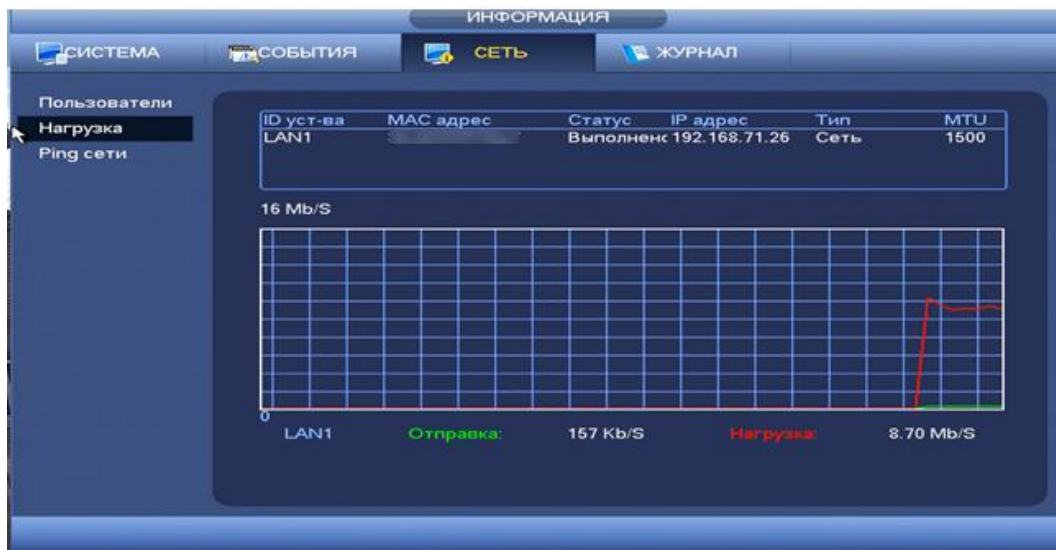 ИНФОРМАЦИЯ
СИСТЕМА СОБЫТИЯ СЕТЬ ЖУРНАЛ
Пользователи
Нагрузка
Ping сети
ID уст-ва MAC адрес Статус IP адрес Тип MTU
LAN1 Выполненс 192.168.71.26 Сеть 1500
16 Mb/S
0
LAN1 Отправка: 157 Kb/S Нагрузка: 8.70 Mb/S